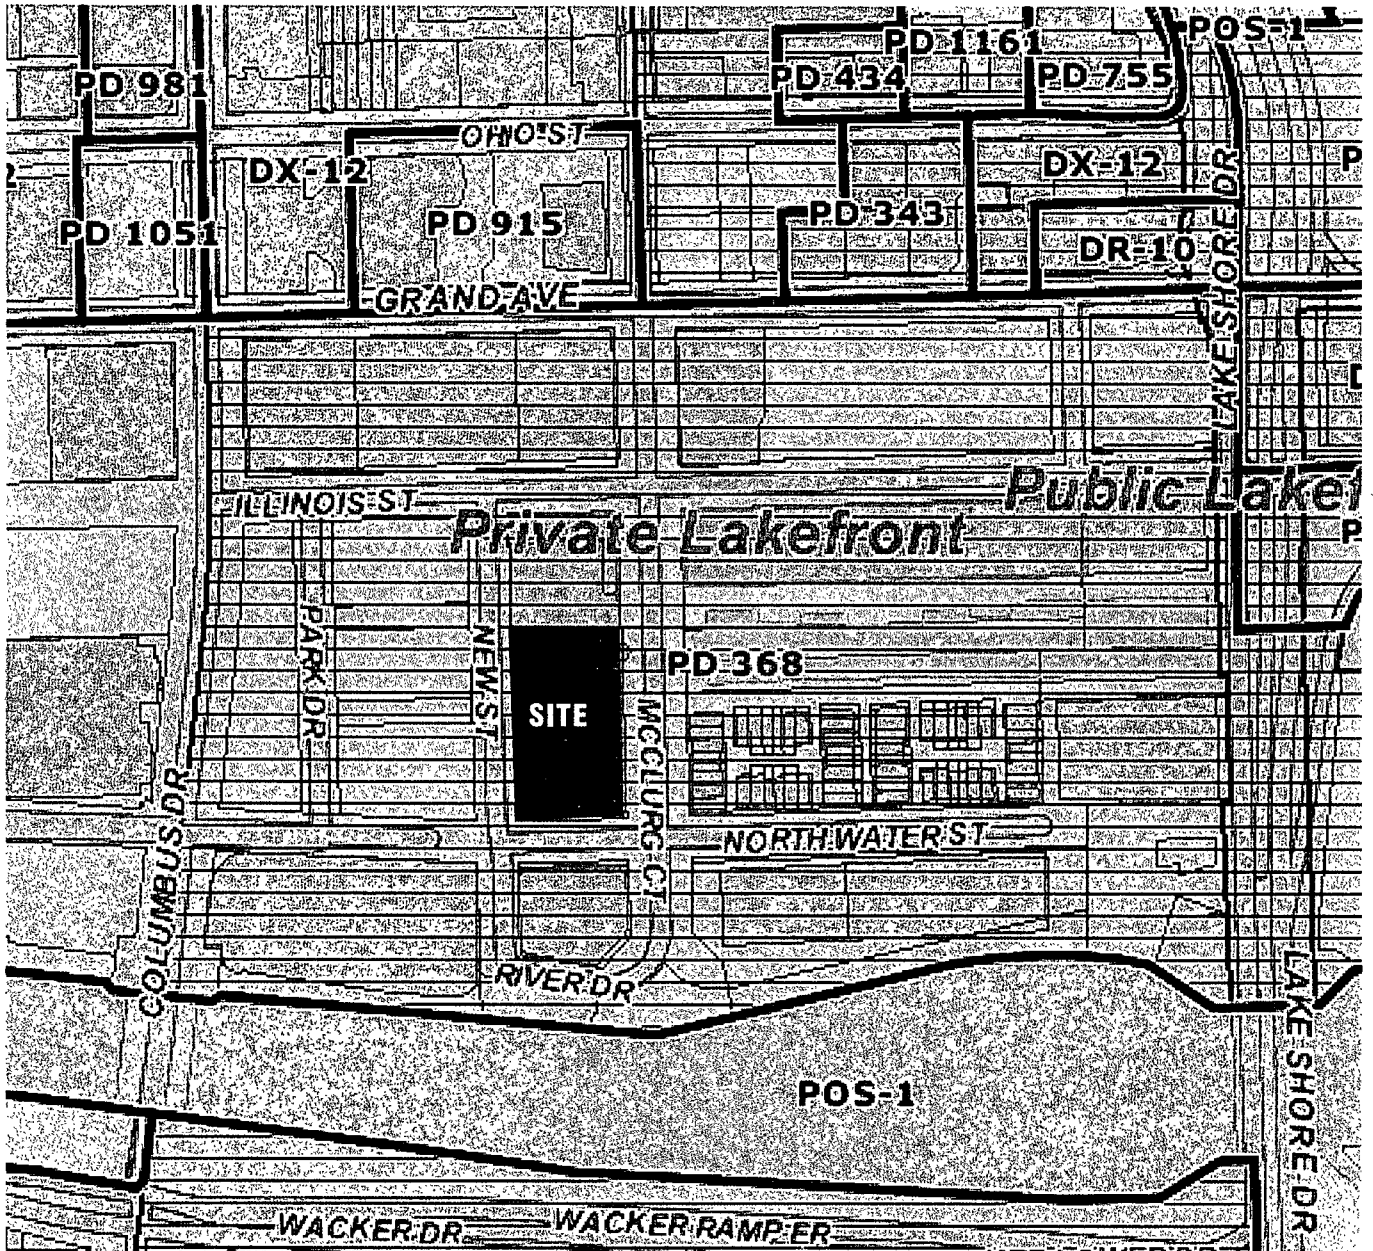 POS-1
PD 1161
PD 981
PD 434
PD 755
OHIO ST
DX-12
DX-12
P
PD 1051
PD 915
PD 343
DR-10
LAKE SHORE DR
GRAND AVE
D
ILLINOIS ST
Public Lakef
Private Lakefront
P
PARK DR
NEW ST
PD 368
SITE
MCCLURG CT
COLUMBUS DR
NORTH WATER ST
RIVER DR
LAKE SHORE DR
POS-1
WACKER DR
WACKER RAMP ER